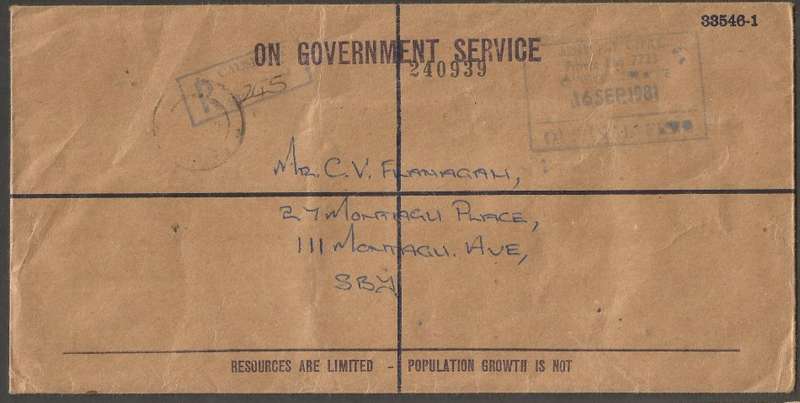 33546-1
ON GOVERNMENT SERVICE
240939
R
245
16 SEP. 1981
MR. C. V. FLANAGAN,
27 MONTAGU PLACE,
111 MONTAGU. AVE,
SBY
RESOURCES ARE LIMITED - POPULATION GROWTH IS NOT